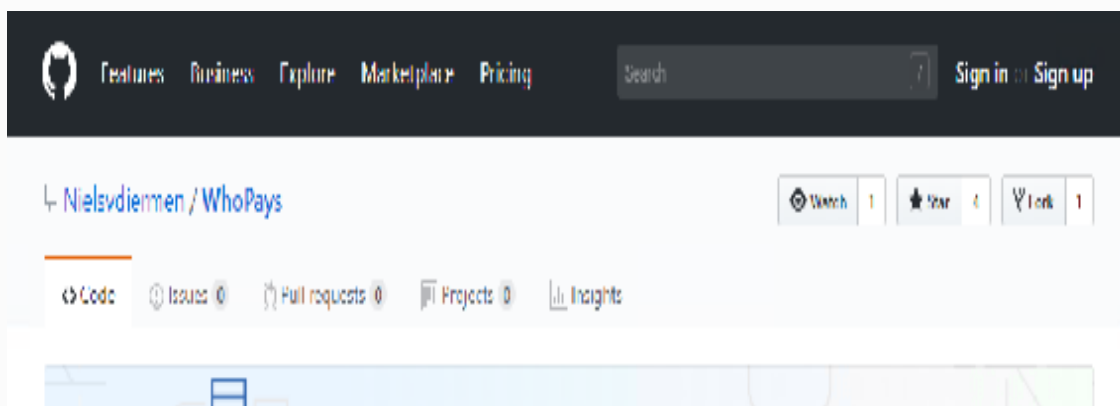 Features Business Explore Marketplace Pricing Search / Sign in or Sign up
Nielsvdiermen / WhoPays Watch 1 Star 4 Fork 1
<> Code Issues 0 Pull requests 0 Projects 0 Insights